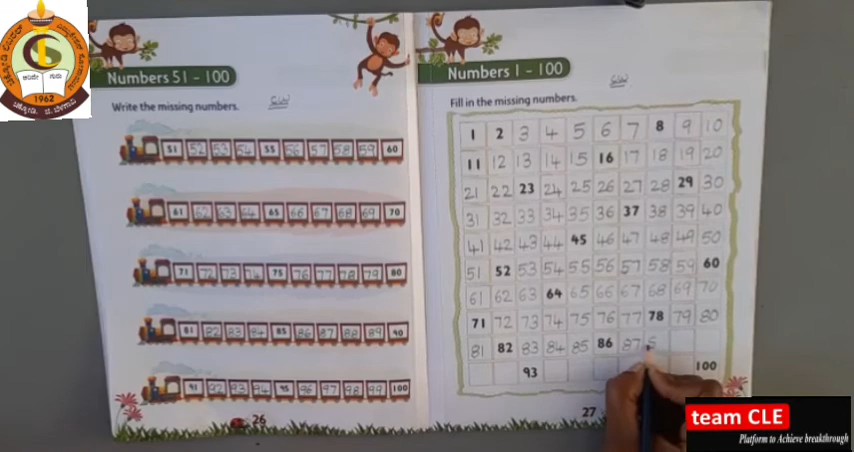 1962
Numbers 51 - 100
Write the missing numbers.
51 52 53 54 55 56 57 58 59 60
61 62 63 64 65 66 67 68 69 70
71 72 73 74 75 76 77 78 79 80
81 82 83 84 85 86 87 88 89 90
91 92 93 94 95 96 97 98 99 100
26
Numbers 1 - 100
Fill in the missing numbers.
1 2 3 4 5 6 7 8 9 10
11 12 13 14 15 16 17 18 19 20
21 22 23 24 25 26 27 28 29 30
31 32 33 34 35 36 37 38 39 40
41 42 43 44 45 46 47 48 49 50
51 52 53 54 55 56 57 58 59 60
61 62 63 64 65 66 67 68 69 70
71 72 73 74 75 76 77 78 79 80
81 82 83 84 85 86 87
93 100
27
team CLE
Platform to Achieve breakthrough